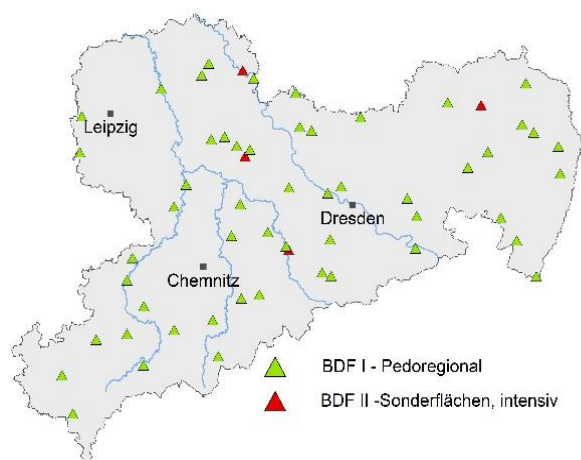 Leipzig
Dresden
Chemnitz
BDF I - Pedoregional
BDF II -Sonderflächen, intensiv